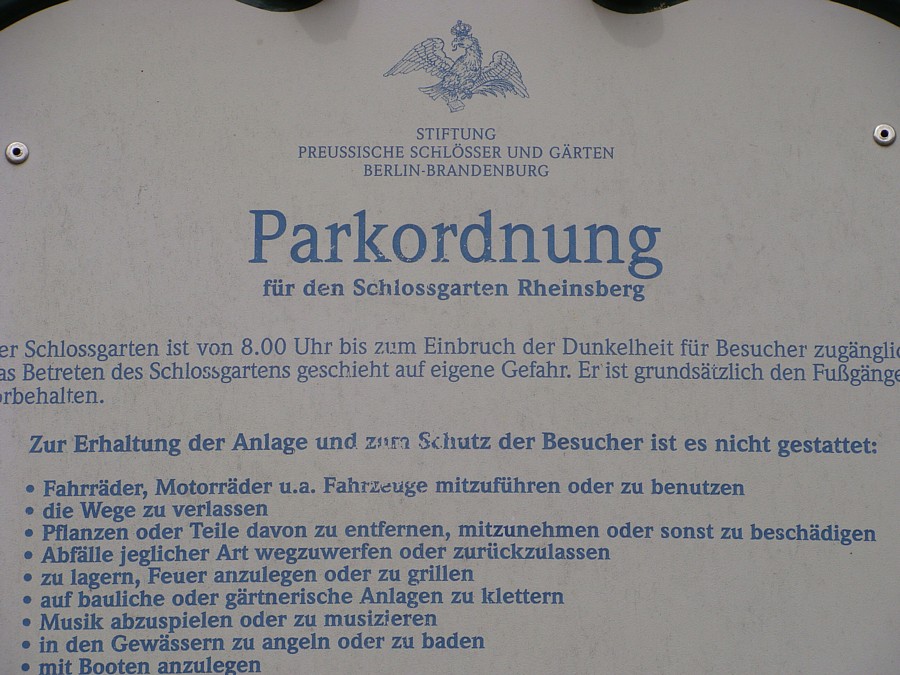 STIFTUNG
PREUSSISCHE SCHLÖSSER UND GÄRTEN
BERLIN-BRANDENBURG
Parkordnung
für den Schlossgarten Rheinsberg
er Schlossgarten ist von 8.00 Uhr bis zum Einbruch der Dunkelheit für Besucher zugänglic
as Betreten des Schlossgartens geschieht auf eigene Gefahr. Er ist grundsätzlich den Fußgänge
orbehalten.
Zur Erhaltung der Anlage und zum Schutz der Besucher ist es nicht gestattet:
• Fahrräder, Motorräder u.a. Fahrzeuge mitzuführen oder zu benutzen
• die Wege zu verlassen
• Pflanzen oder Teile davon zu entfernen, mitzunehmen oder sonst zu beschädigen
• Abfälle jeglicher Art wegzuwerfen oder zurückzulassen
• zu lagern, Feuer anzulegen oder zu grillen
• auf bauliche oder gärtnerische Anlagen zu klettern
• Musik abzuspielen oder zu musizieren
• in den Gewässern zu angeln oder zu baden
• mit Booten anzulegen